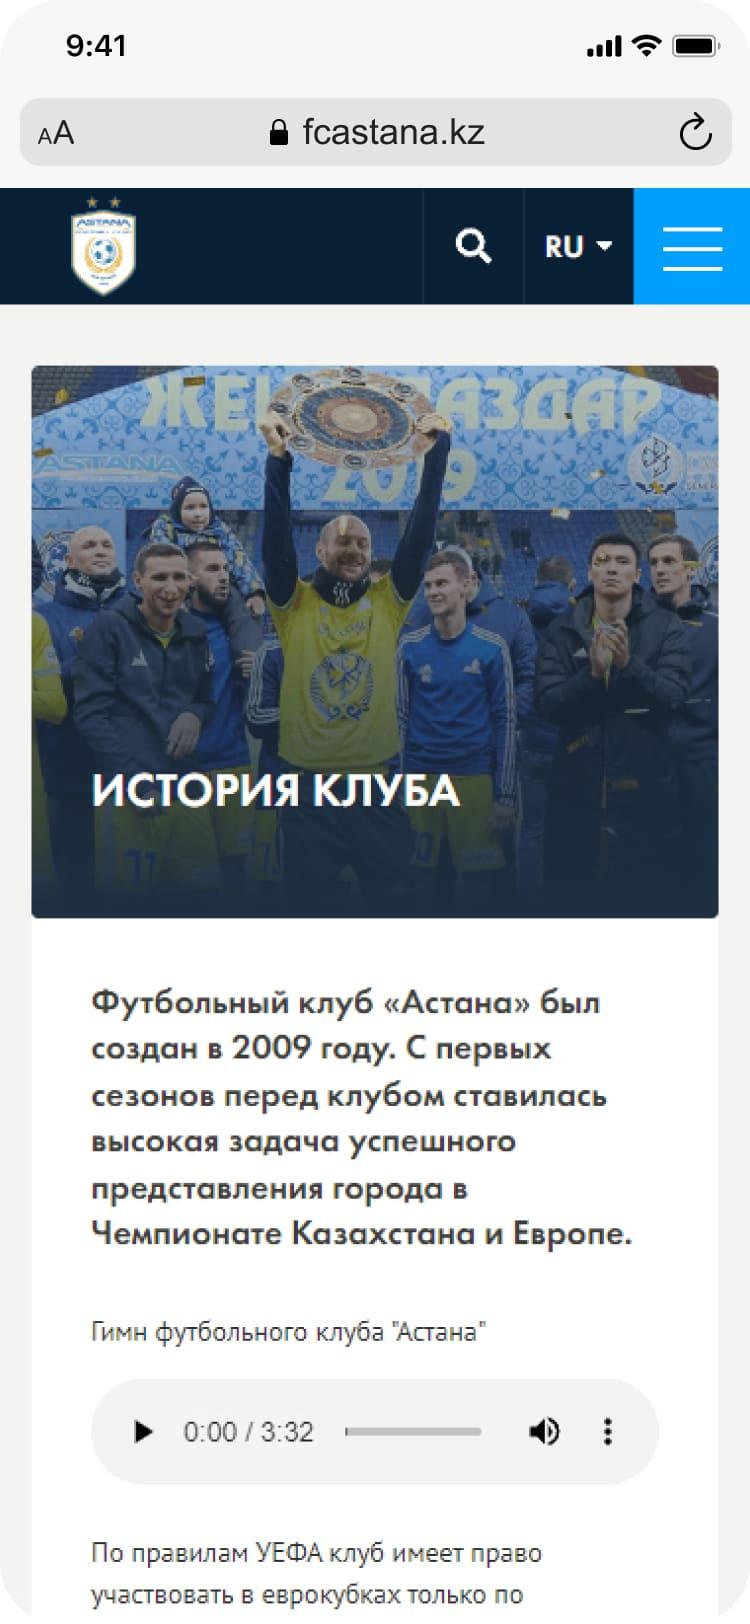 9:41
AA
fcastana.kz
ASTANA
RU
ASTANA
2019
ИСТОРИЯ КЛУБА
Футбольный клуб «Астана» был
создан в 2009 году. С первых
сезонов перед клубом ставилась
высокая задача успешного
представления города в
Чемпионате Казахстана и Европе.
Гимн футбольного клуба "Астана"
0:00 / 3:32
По правилам УЕФА клуб имеет право
участвовать в еврокубках только по